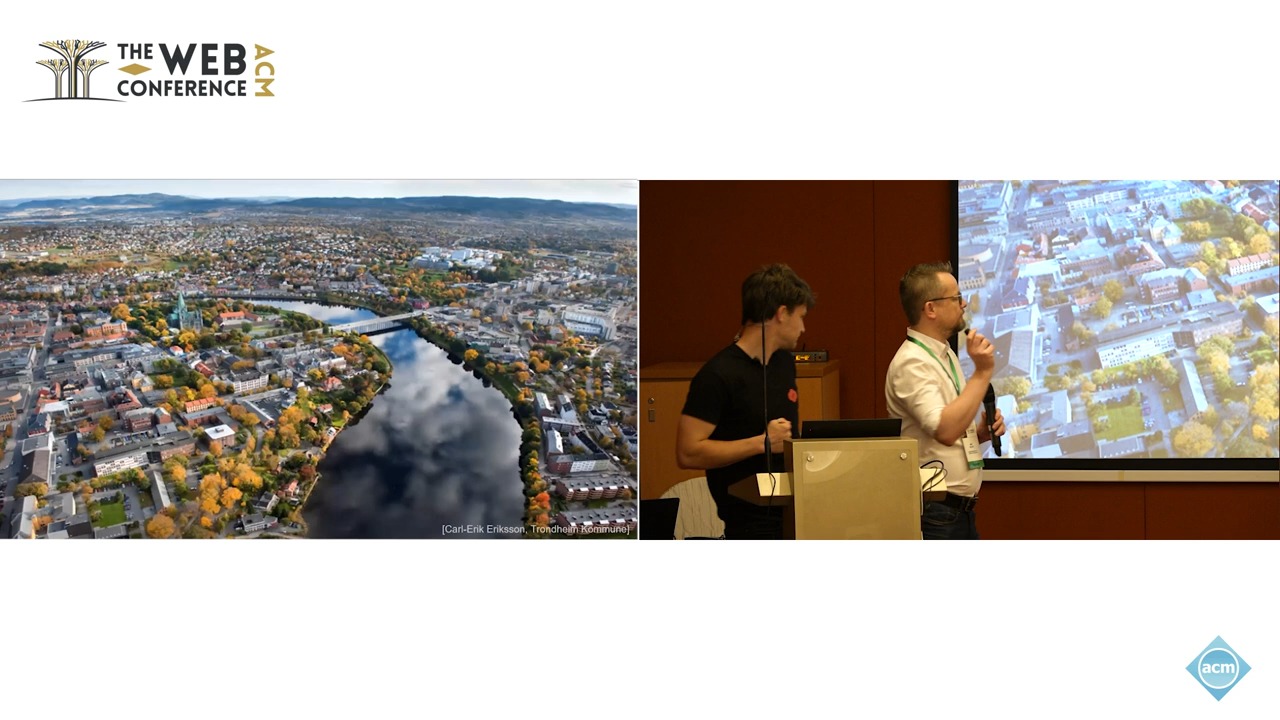 THE WEB
CONFERENCE
ACM
[Carl-Erik Eriksson, Trondheim Kommune]
acm